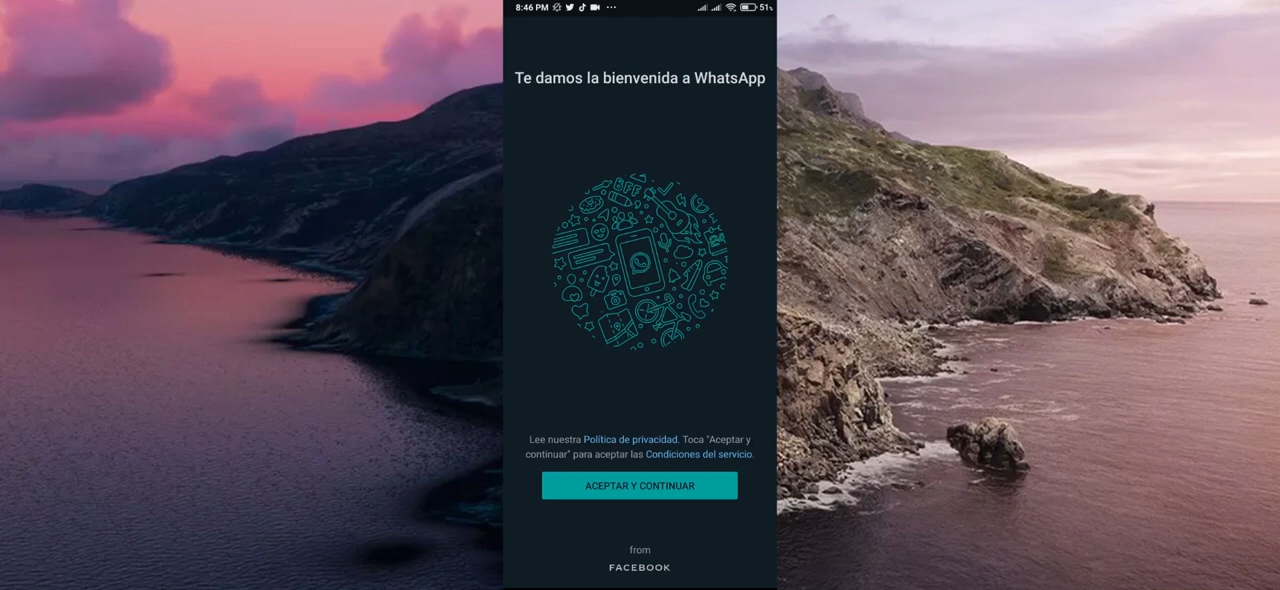 8:46 PM 51%
Te damos la bienvenida a WhatsApp
BFF
Lee nuestra Política de privacidad. Toca "Aceptar y
continuar" para aceptar las Condiciones del servicio.
ACEPTAR Y CONTINUAR
from
FACEBOOK